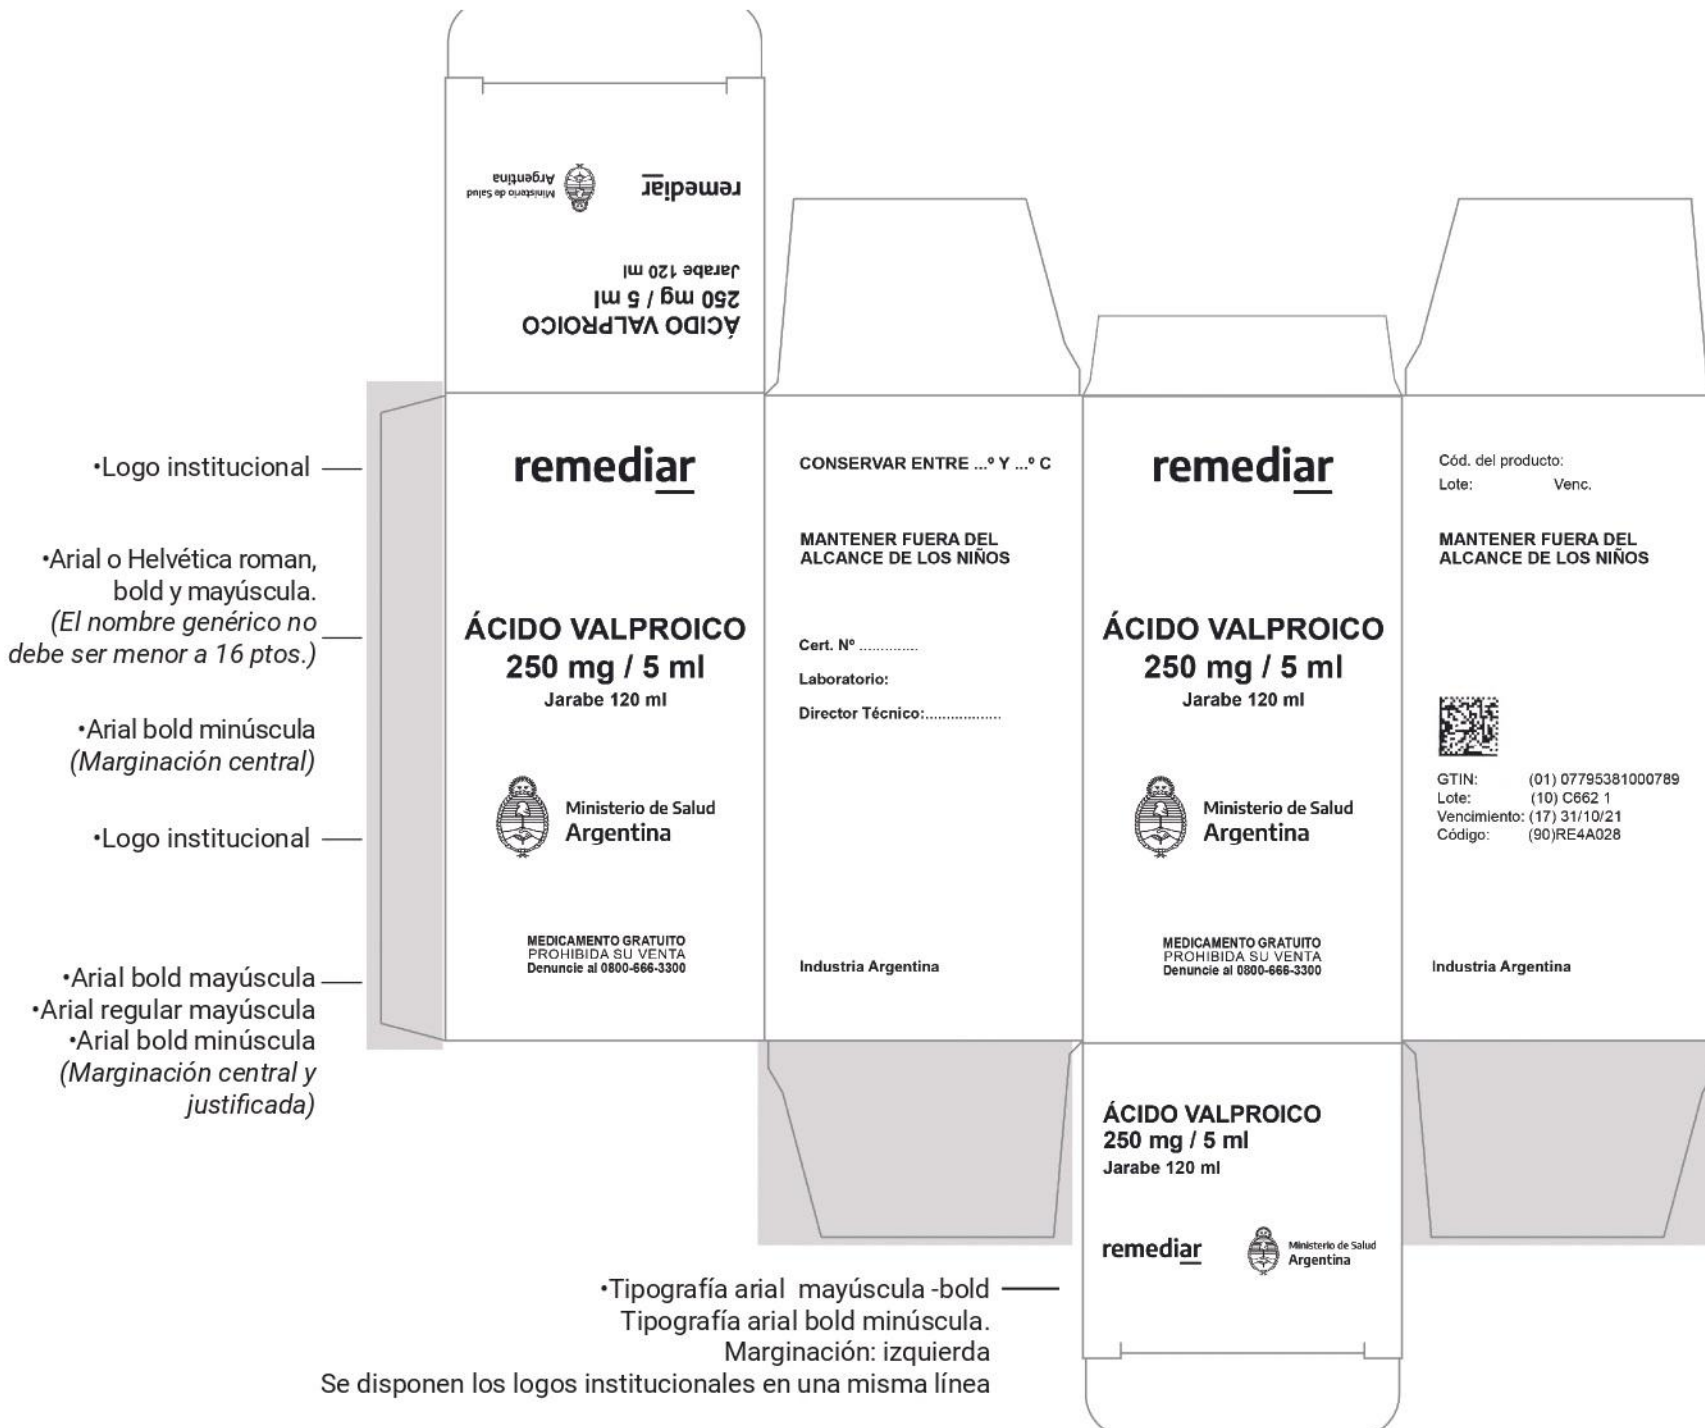 Ministerio de Salud
Argentina
remediar
ÁCIDO VALPROICO
250 mg / 5 ml
Jarabe 120 ml
•Logo institucional
•Arial o Helvética roman,
bold y mayúscula.
(El nombre genérico no
debe ser menor a 16 ptos.)
•Arial bold minúscula
(Marginación central)
•Logo institucional
•Arial bold mayúscula
•Arial regular mayúscula
•Arial bold minúscula
(Marginación central y
justificada)
remediar
ÁCIDO VALPROICO
250 mg / 5 ml
Jarabe 120 ml
Ministerio de Salud
Argentina
MEDICAMENTO GRATUITO
PROHIBIDA SU VENTA
Denuncie al 0800-666-3300
CONSERVAR ENTRE ...º Y ...º C
MANTENER FUERA DEL
ALCANCE DE LOS NIÑOS
Cert. Nº ..............
Laboratorio:
Director Técnico:..................
Industria Argentina
remediar
ÁCIDO VALPROICO
250 mg / 5 ml
Jarabe 120 ml
Ministerio de Salud
Argentina
MEDICAMENTO GRATUITO
PROHIBIDA SU VENTA
Denuncie al 0800-666-3300
Cód. del producto:
Lote: Venc.
MANTENER FUERA DEL
ALCANCE DE LOS NIÑOS
GTIN: (01) 07795381000789
Lote: (10) C662 1
Vencimiento: (17) 31/10/21
Código: (90)RE4A028
Industria Argentina
ÁCIDO VALPROICO
250 mg / 5 ml
Jarabe 120 ml
remediar
Ministerio de Salud
Argentina
•Tipografía arial mayúscula -bold
Tipografía arial bold minúscula.
Marginación: izquierda
Se disponen los logos institucionales en una misma línea